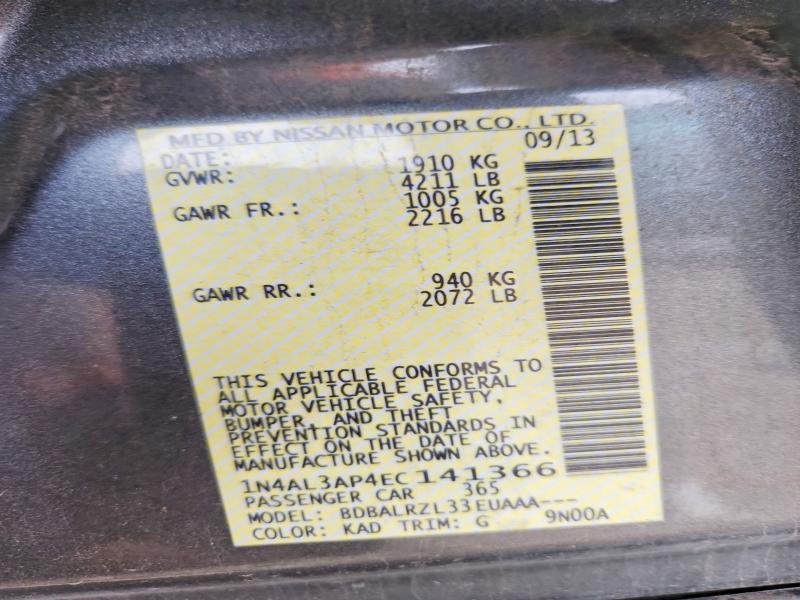 MFD BY NISSAN MOTOR CO., LTD.
DATE: 09/13
GVWR: 1910 KG
4211 LB
GAWR FR.: 1005 KG
2216 LB
GAWR RR.: 940 KG
2072 LB
THIS VEHICLE CONFORMS TO
ALL APPLICABLE FEDERAL
MOTOR VEHICLE SAFETY,
BUMPER, AND THEFT
PREVENTION STANDARDS IN
EFFECT ON THE DATE OF
MANUFACTURE SHOWN ABOVE.
1N4AL3AP4EC141366
PASSENGER CAR 365
MODEL: BDBALRZL33EUAAA---
COLOR: KAD TRIM: G 9N00A